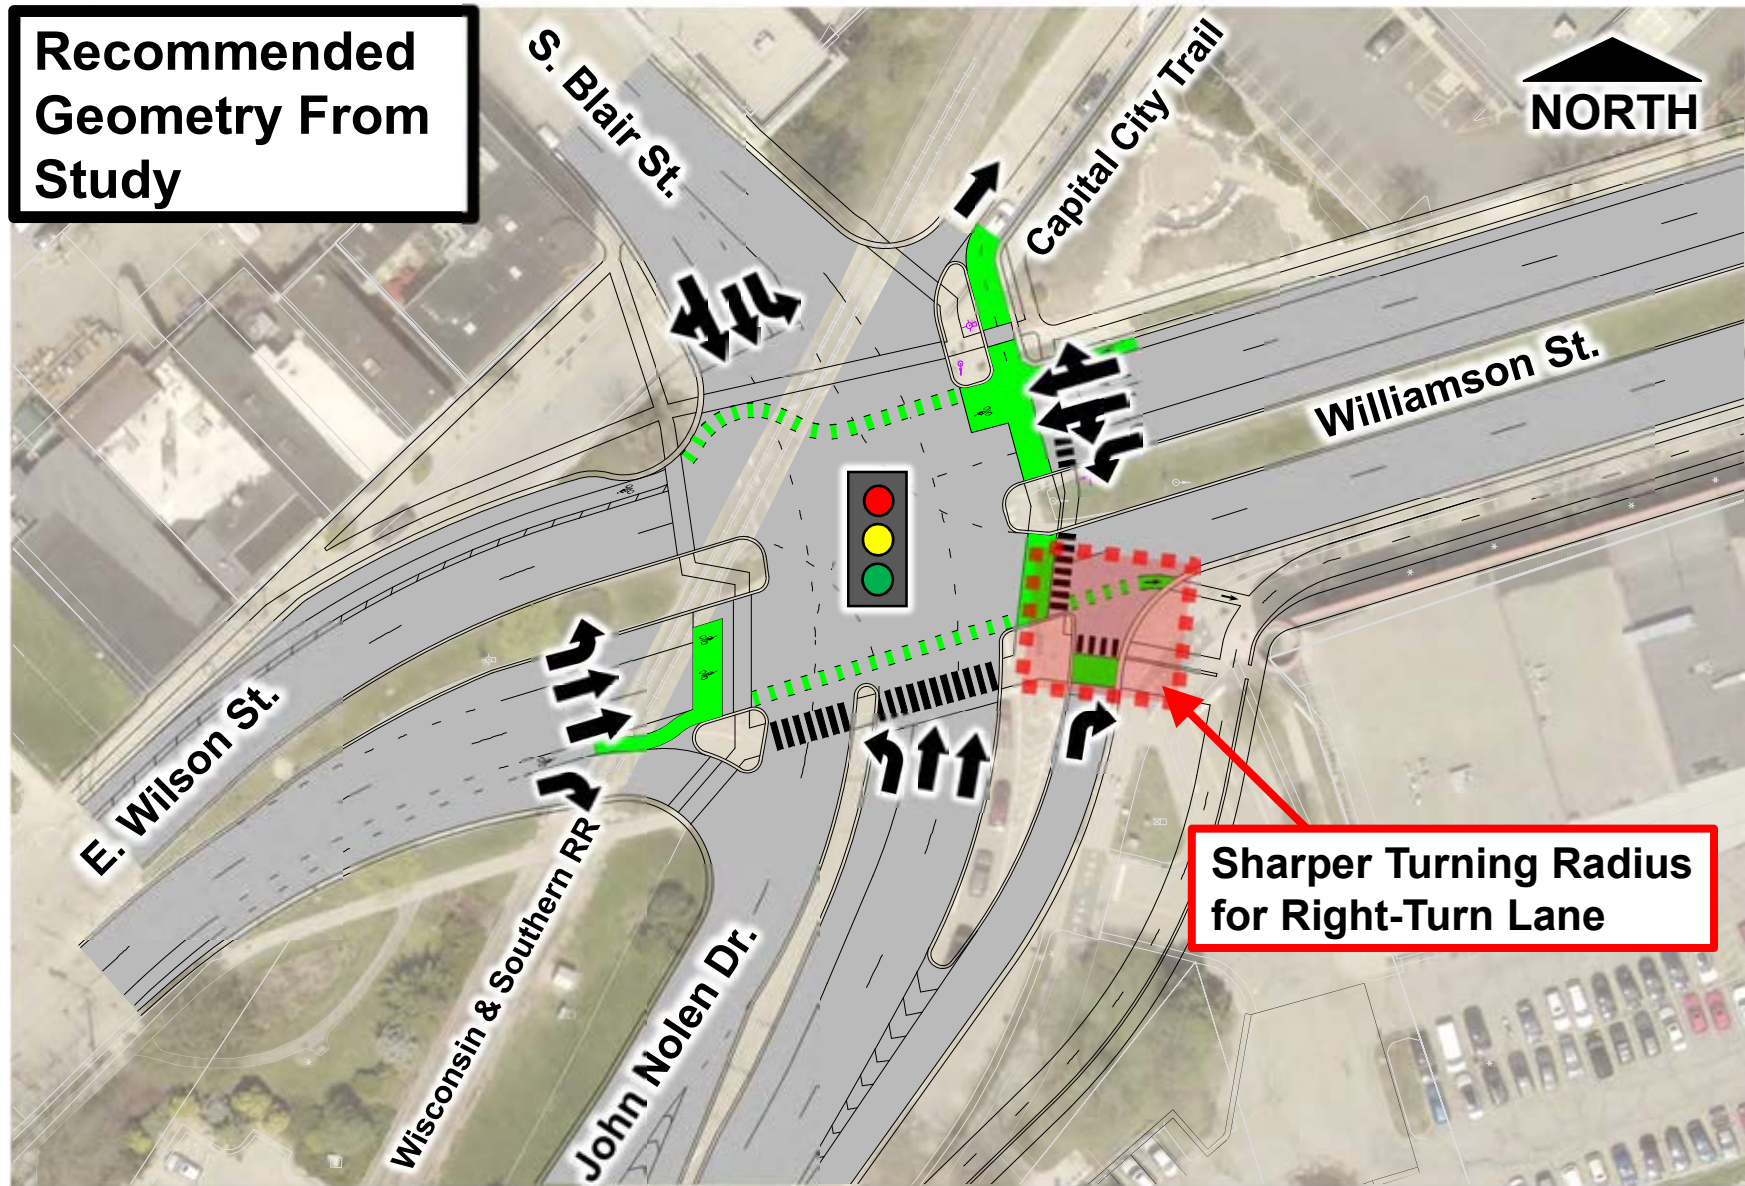 Recommended
Geometry From
Study
S. Blair St.
Capital City Trail
NORTH
Williamson St.
E. Wilson St.
Wisconsin & Southern RR
John Nolen Dr.
Sharper Turning Radius
for Right-Turn Lane